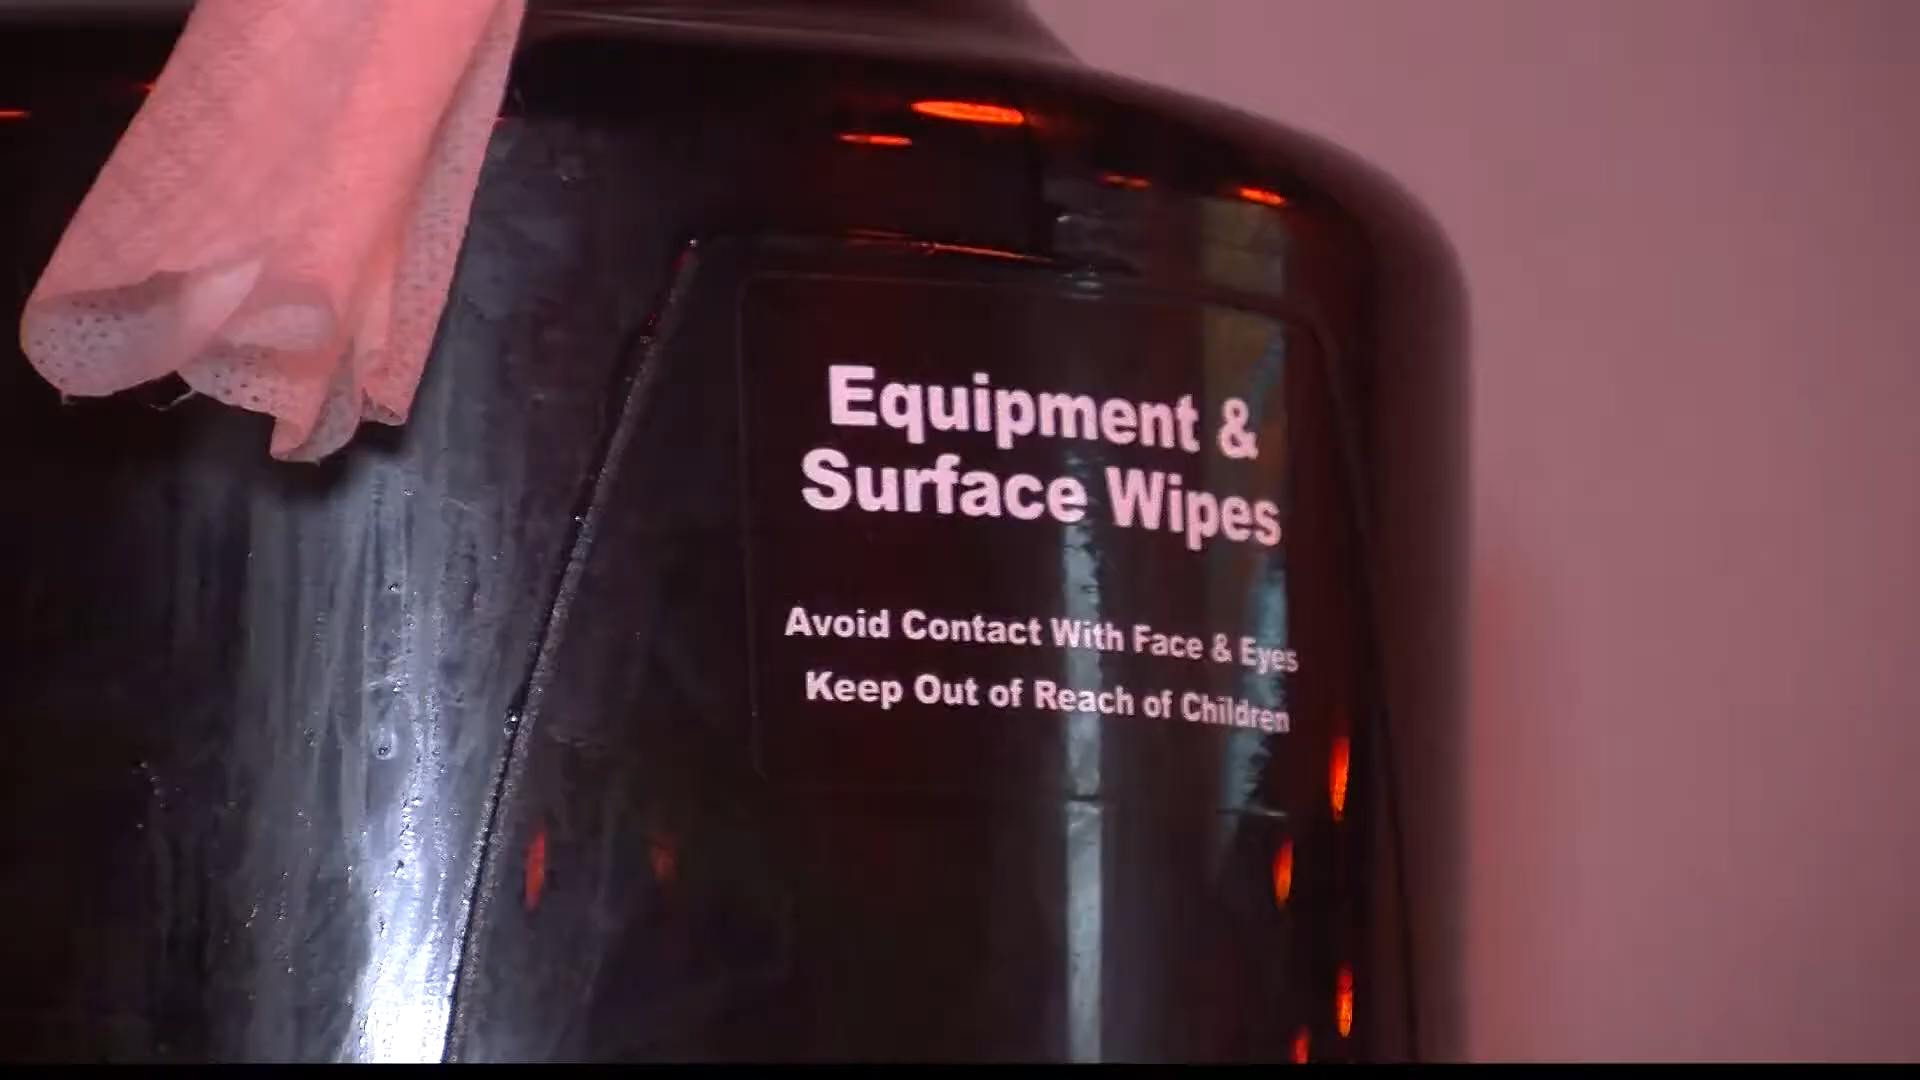 Equipment &
Surface Wipes
Avoid Contact With Face & Eyes
Keep Out of Reach of Children